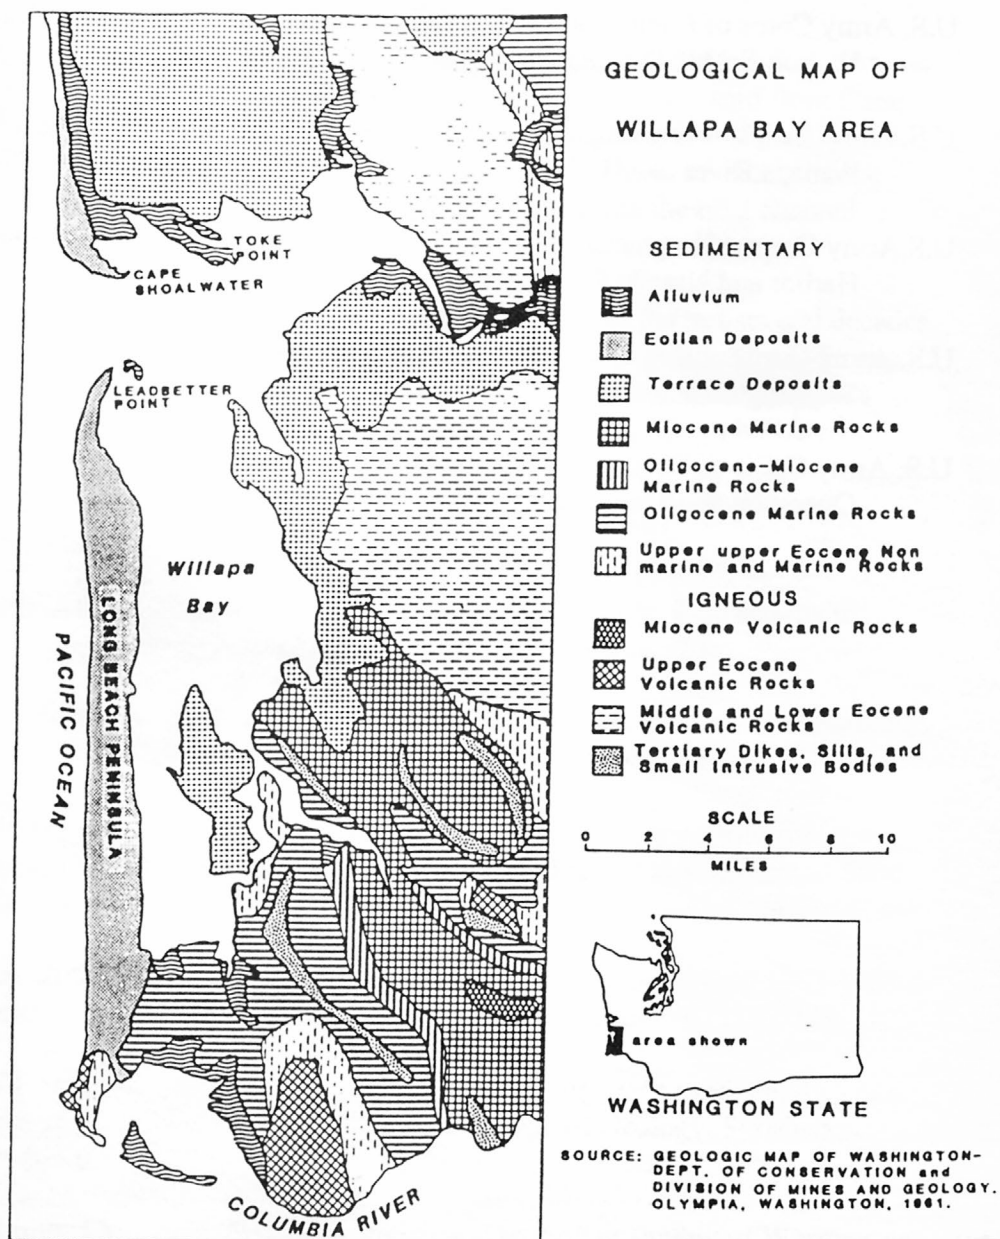 GEOLOGICAL MAP OF
WILLAPA BAY AREA
SEDIMENTARY
Alluvium
Eolian Deposits
Terrace Deposits
Miocene Marine Rocks
Oligocene-Miocene
Marine Rocks
Oligocene Marine Rocks
Upper upper Eocene Non
marine and Marine Rocks
IGNEOUS
Miocene Volcanic Rocks
Upper Eocene
Volcanic Rocks
Middle and Lower Eocene
Volcanic Rocks
Tertiary Dikes, Sills, and
Small Intrusive Bodies
SCALE
0 2 4 6 8 10
MILES
area shown
WASHINGTON STATE
SOURCE: GEOLOGIC MAP OF WASHINGTON-
DEPT. OF CONSERVATION and
DIVISION OF MINES AND GEOLOGY.
OLYMPIA, WASHINGTON, 1961.
TOKE
POINT
CAPE
SHOALWATER
LEADBETTER
POINT
Willapa
Bay
LONG BEACH PENINSULA
PACIFIC OCEAN
COLUMBIA RIVER